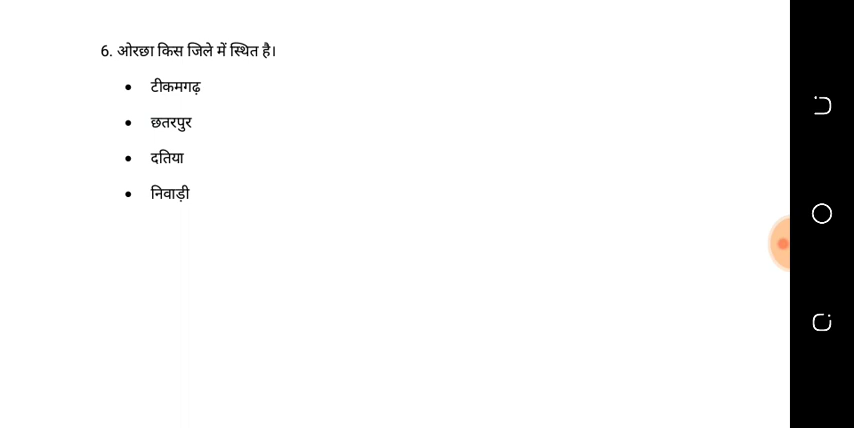 6. ओरछा किस जिले में स्थित है।
• टीकमगढ़
• छतरपुर
• दतिया
• निवाड़ी